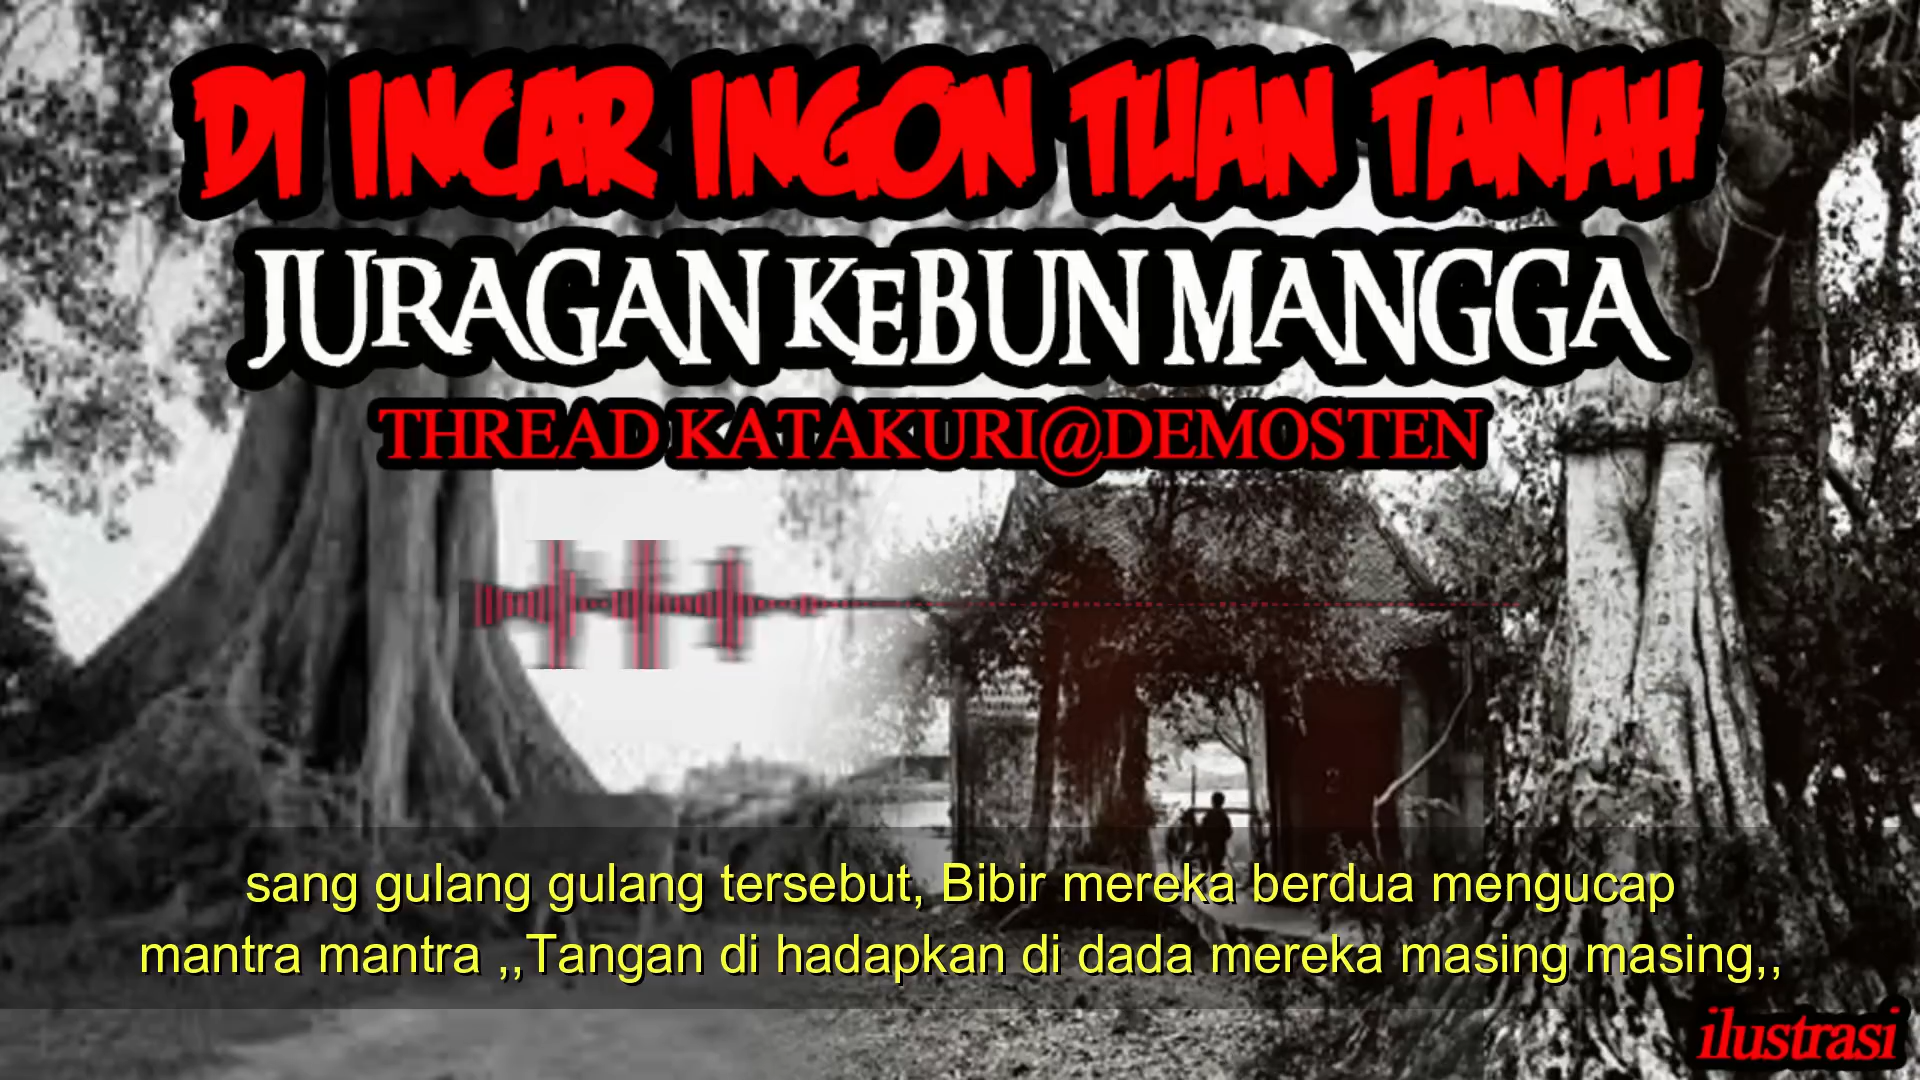 DI INCAR INGON TUAN TANAH
JURAGAN KEBUN MANGGA
THREAD KATAKURI@DEMOSTEN
sang gulang gulang tersebut, Bibir mereka berdua mengucap
mantra mantra ,,Tangan di hadapkan di dada mereka masing masing,,
ilustrasi